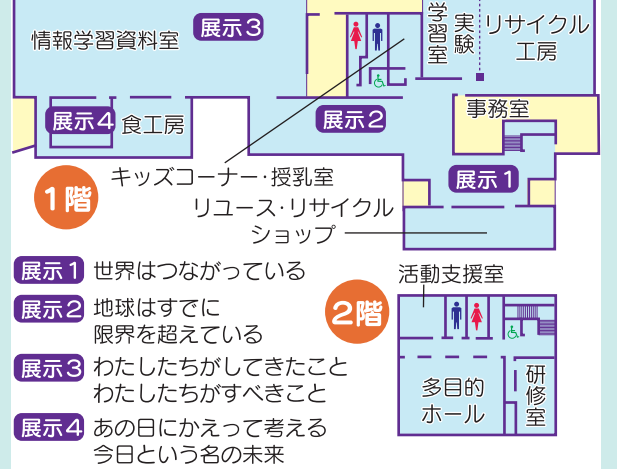 情報学習資料室
展示3
学習室
実験
リサイクル
工房
展示4
食工房
展示2
事務室
展示1
1階
キッズコーナー・授乳室
リユース・リサイクル
ショップ
展示1 世界はつながっている
展示2 地球はすでに
限界を超えている
展示3 わたしたちがしてきたこと
わたしたちがすべきこと
展示4 あの日にかえって考える
今日という名の未来
2階
活動支援室
多目的
ホール
研修室